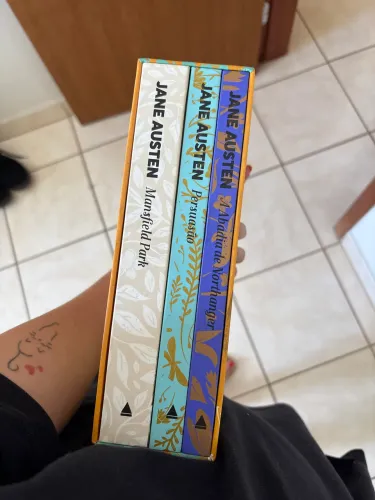 JANE AUSTEN Mansfield Park
JANE AUSTEN Persuasão
JANE AUSTEN A Abadia de Northanger